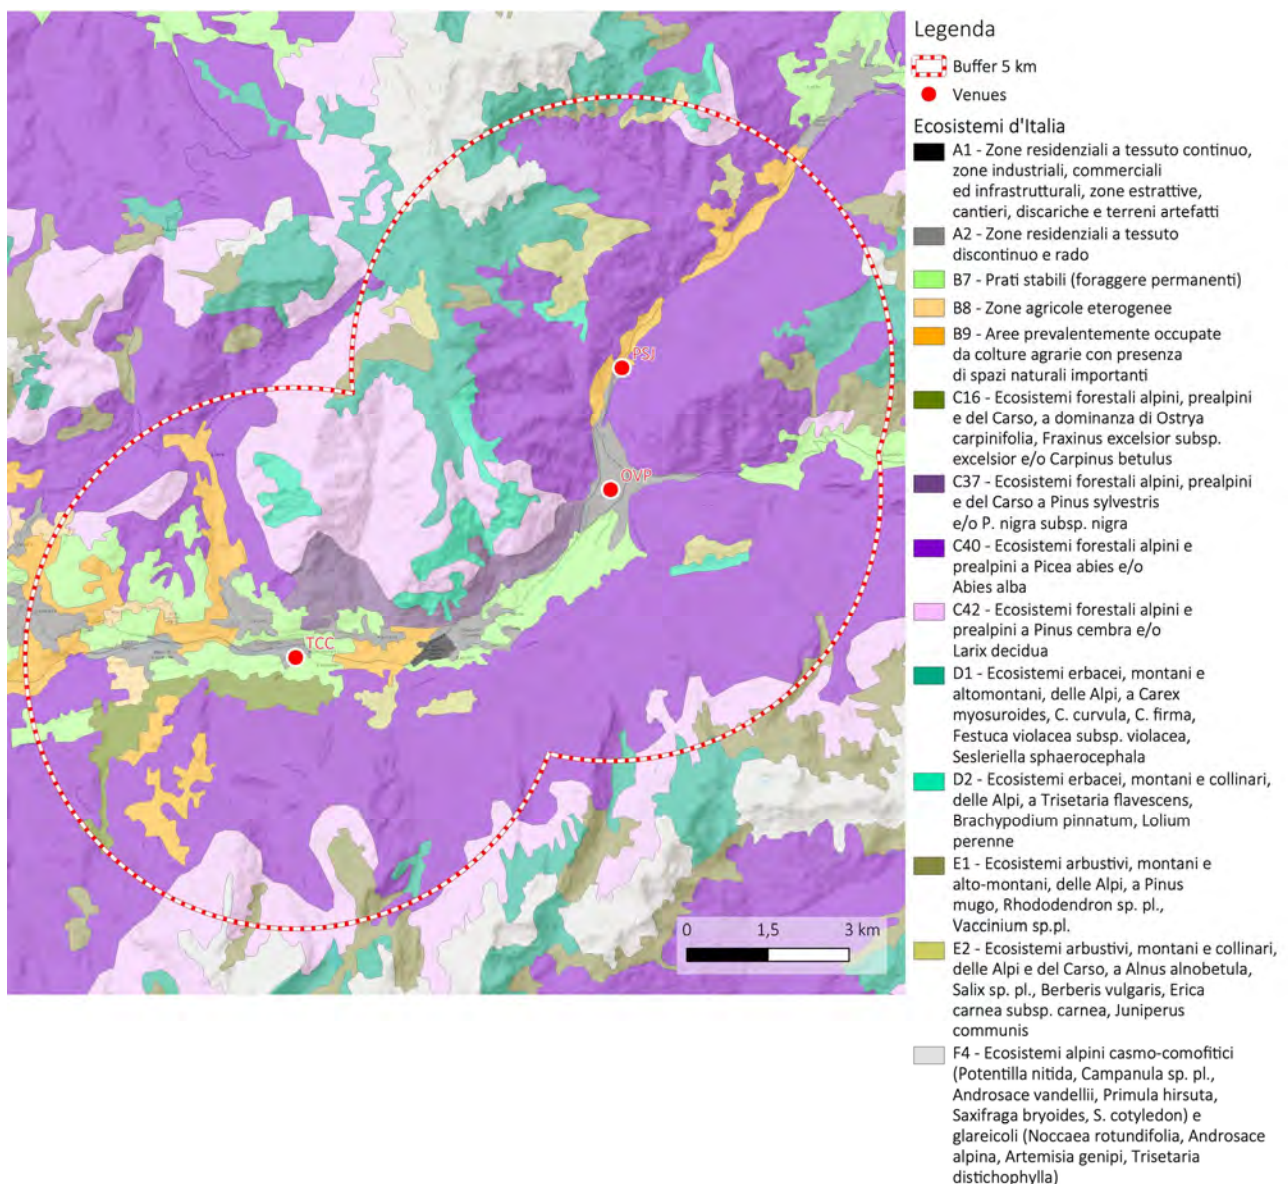 Legenda
Buffer 5 km
Venues
Ecosistemi d'Italia
A1 - Zone residenziali a tessuto continuo,
zone industriali, commerciali
ed infrastrutturali, zone estrattive,
cantieri, discariche e terreni artefatti
A2 - Zone residenziali a tessuto
discontinuo e rado
B7 - Prati stabili (foraggere permanenti)
B8 - Zone agricole eterogenee
B9 - Aree prevalentemente occupate
da colture agrarie con presenza
di spazi naturali importanti
C16 - Ecosistemi forestali alpini, prealpini
e del Carso, a dominanza di Ostrya
carpinifolia, Fraxinus excelsior subsp.
excelsior e/o Carpinus betulus
C37 - Ecosistemi forestali alpini, prealpini
e del Carso a Pinus sylvestris
e/o P. nigra subsp. nigra
C40 - Ecosistemi forestali alpini e
prealpini a Picea abies e/o
Abies alba
C42 - Ecosistemi forestali alpini e
prealpini a Pinus cembra e/o
Larix decidua
D1 - Ecosistemi erbacei, montani e
altomontani, delle Alpi, a Carex
myosuroides, C. curvula, C. firma,
Festuca violacea subsp. violacea,
Sesleriella sphaerocephala
D2 - Ecosistemi erbacei, montani e collinari,
delle Alpi, a Trisetaria flavescens,
Brachypodium pinnatum, Lolium
perenne
E1 - Ecosistemi arbustivi, montani e
alto-montani, delle Alpi, a Pinus
mugo, Rhododendron sp. pl.,
Vaccinium sp.pl.
E2 - Ecosistemi arbustivi, montani e collinari,
delle Alpi e del Carso, a Alnus alnobetula,
Salix sp. pl., Berberis vulgaris, Erica
carnea subsp. carnea, Juniperus
communis
F4 - Ecosistemi alpini casmo-comofitici
(Potentilla nitida, Campanula sp. pl.,
Androsace vandellii, Primula hirsuta,
Saxifraga bryoides, S. cotyledon) e
glareicoli (Noccaea rotundifolia, Androsace
alpina, Artemisia genipi, Trisetaria
distichophylla)
PSJ
OVP
TCC
0 1,5 3 km